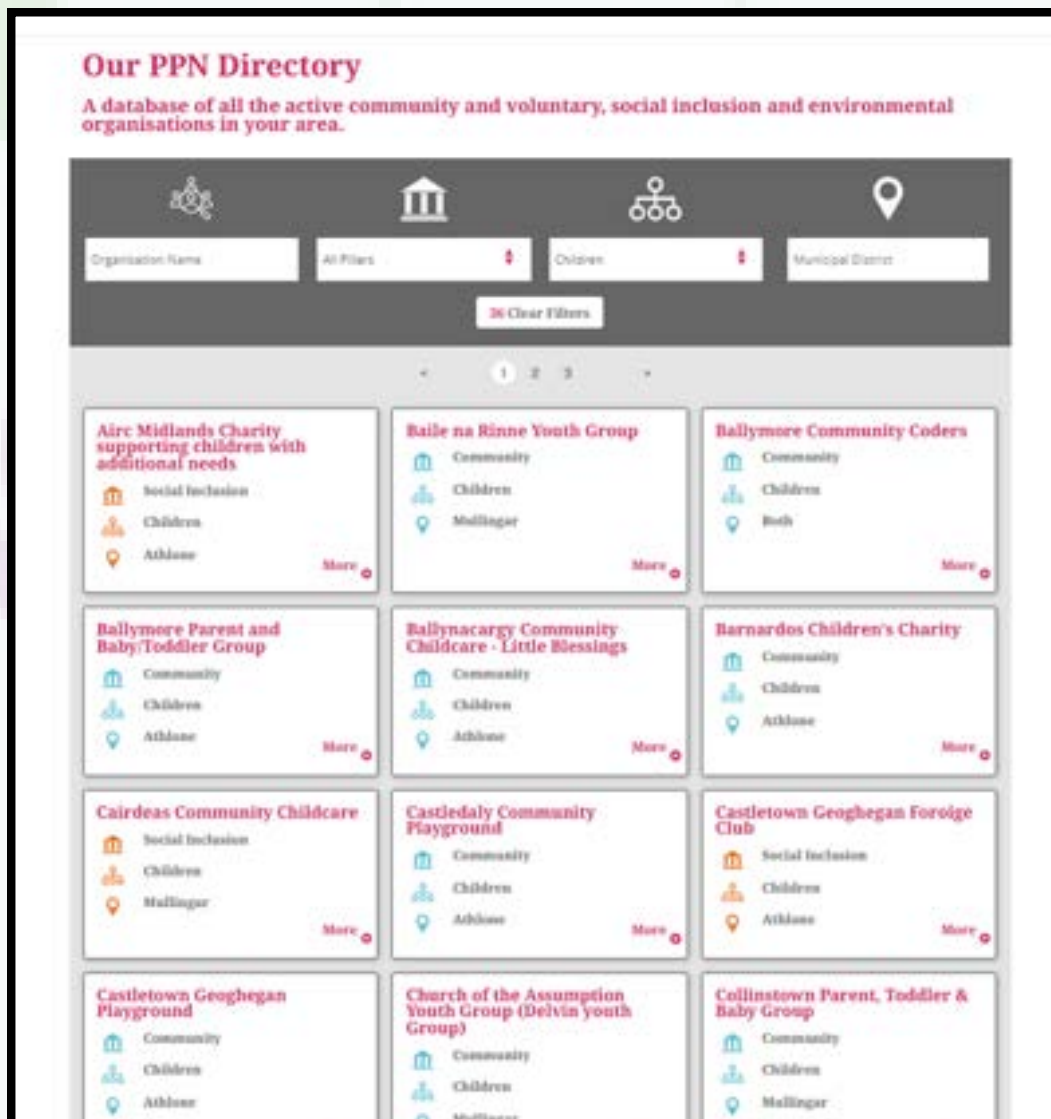 Our PPN Directory
A database of all the active community and voluntary, social inclusion and environmental
organisations in your area.
Organisation Name
All Pillars
Children
Municipal District
36 Clear Filters
1 2 3
Airc Midlands Charity
supporting children with
additional needs
Social Inclusion
Children
Athlone
More
Baile na Rinne Youth Group
Community
Children
Mullingar
More
Ballymore Community Coders
Community
Children
Both
More
Ballymore Parent and
Baby/Toddler Group
Community
Children
Athlone
More
Ballynacargy Community
Childcare - Little Blessings
Community
Children
Athlone
More
Barnardos Children's Charity
Community
Children
Athlone
More
Cairdeas Community Childcare
Social Inclusion
Children
Mullingar
More
Castledaly Community
Playground
Community
Children
Athlone
More
Castletown Geoghegan Foroige
Club
Social Inclusion
Children
Athlone
More
Castletown Geoghegan
Playground
Community
Children
Athlone
Church of the Assumption
Youth Group (Delvin youth
Group)
Community
Children
Mullingar
Collinstown Parent, Toddler &
Baby Group
Community
Children
Mullingar